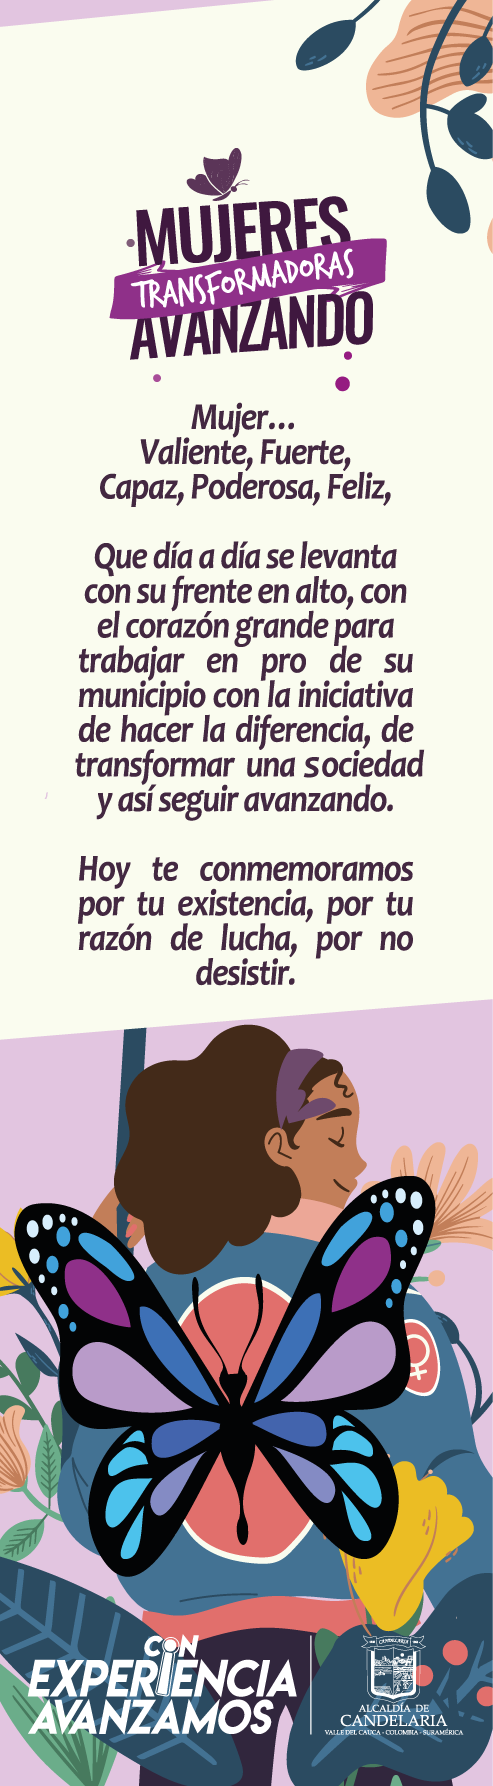 MUJERES
TRANSFORMADORAS
AVANZANDO
Mujer...
Valiente, Fuerte,
Capaz, Poderosa, Feliz,
Que día a día se levanta
con su frente en alto, con
el corazón grande para
trabajar en pro de su
municipio con la iniciativa
de hacer la diferencia, de
transformar una sociedad
y así seguir avanzando.
Hoy te conmemoramos
por tu existencia, por tu
razón de lucha, por no
desistir.
CON
EXPERIENCIA
AVANZAMOS
CANDELARIA
ALCALDÍA DE
CANDELARIA
VALLE DEL CAUCA - COLOMBIA - SURAMÉRICA